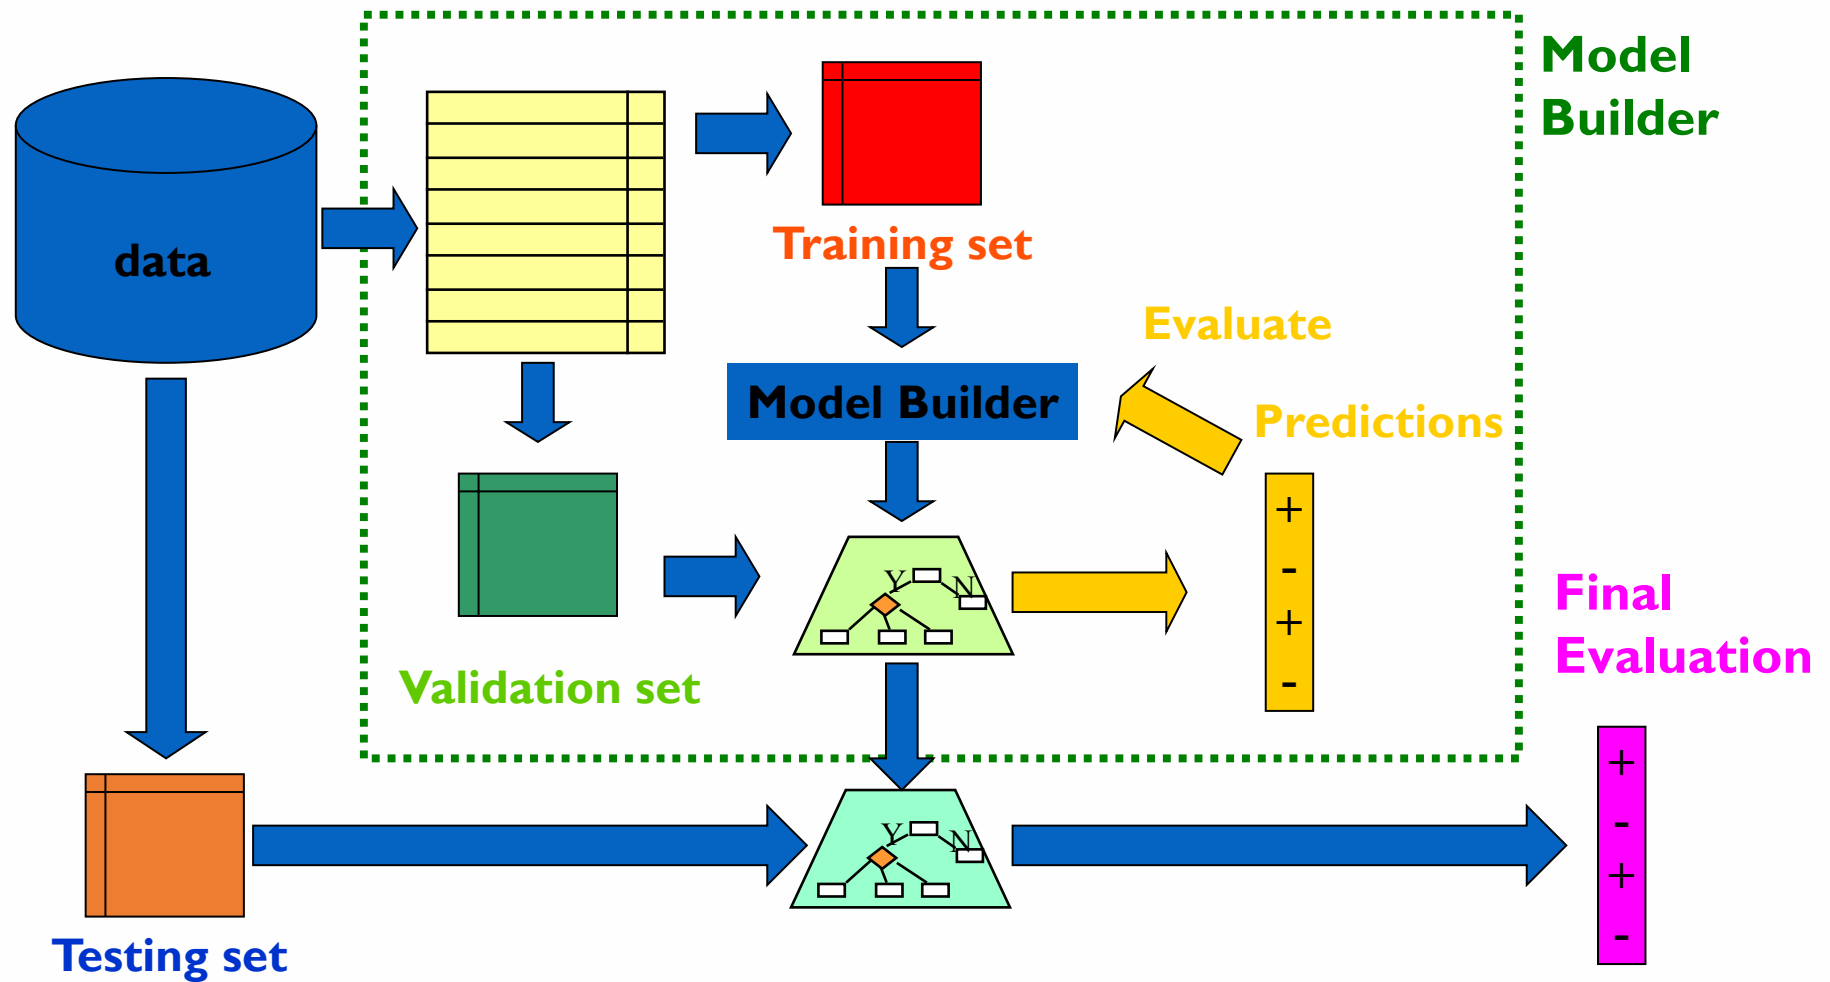 Model
Builder
data
Training set
Evaluate
Model Builder
Predictions
+
-
+
-
Y
N
Validation set
Final
Evaluation
Y
N
+
-
+
-
Testing set